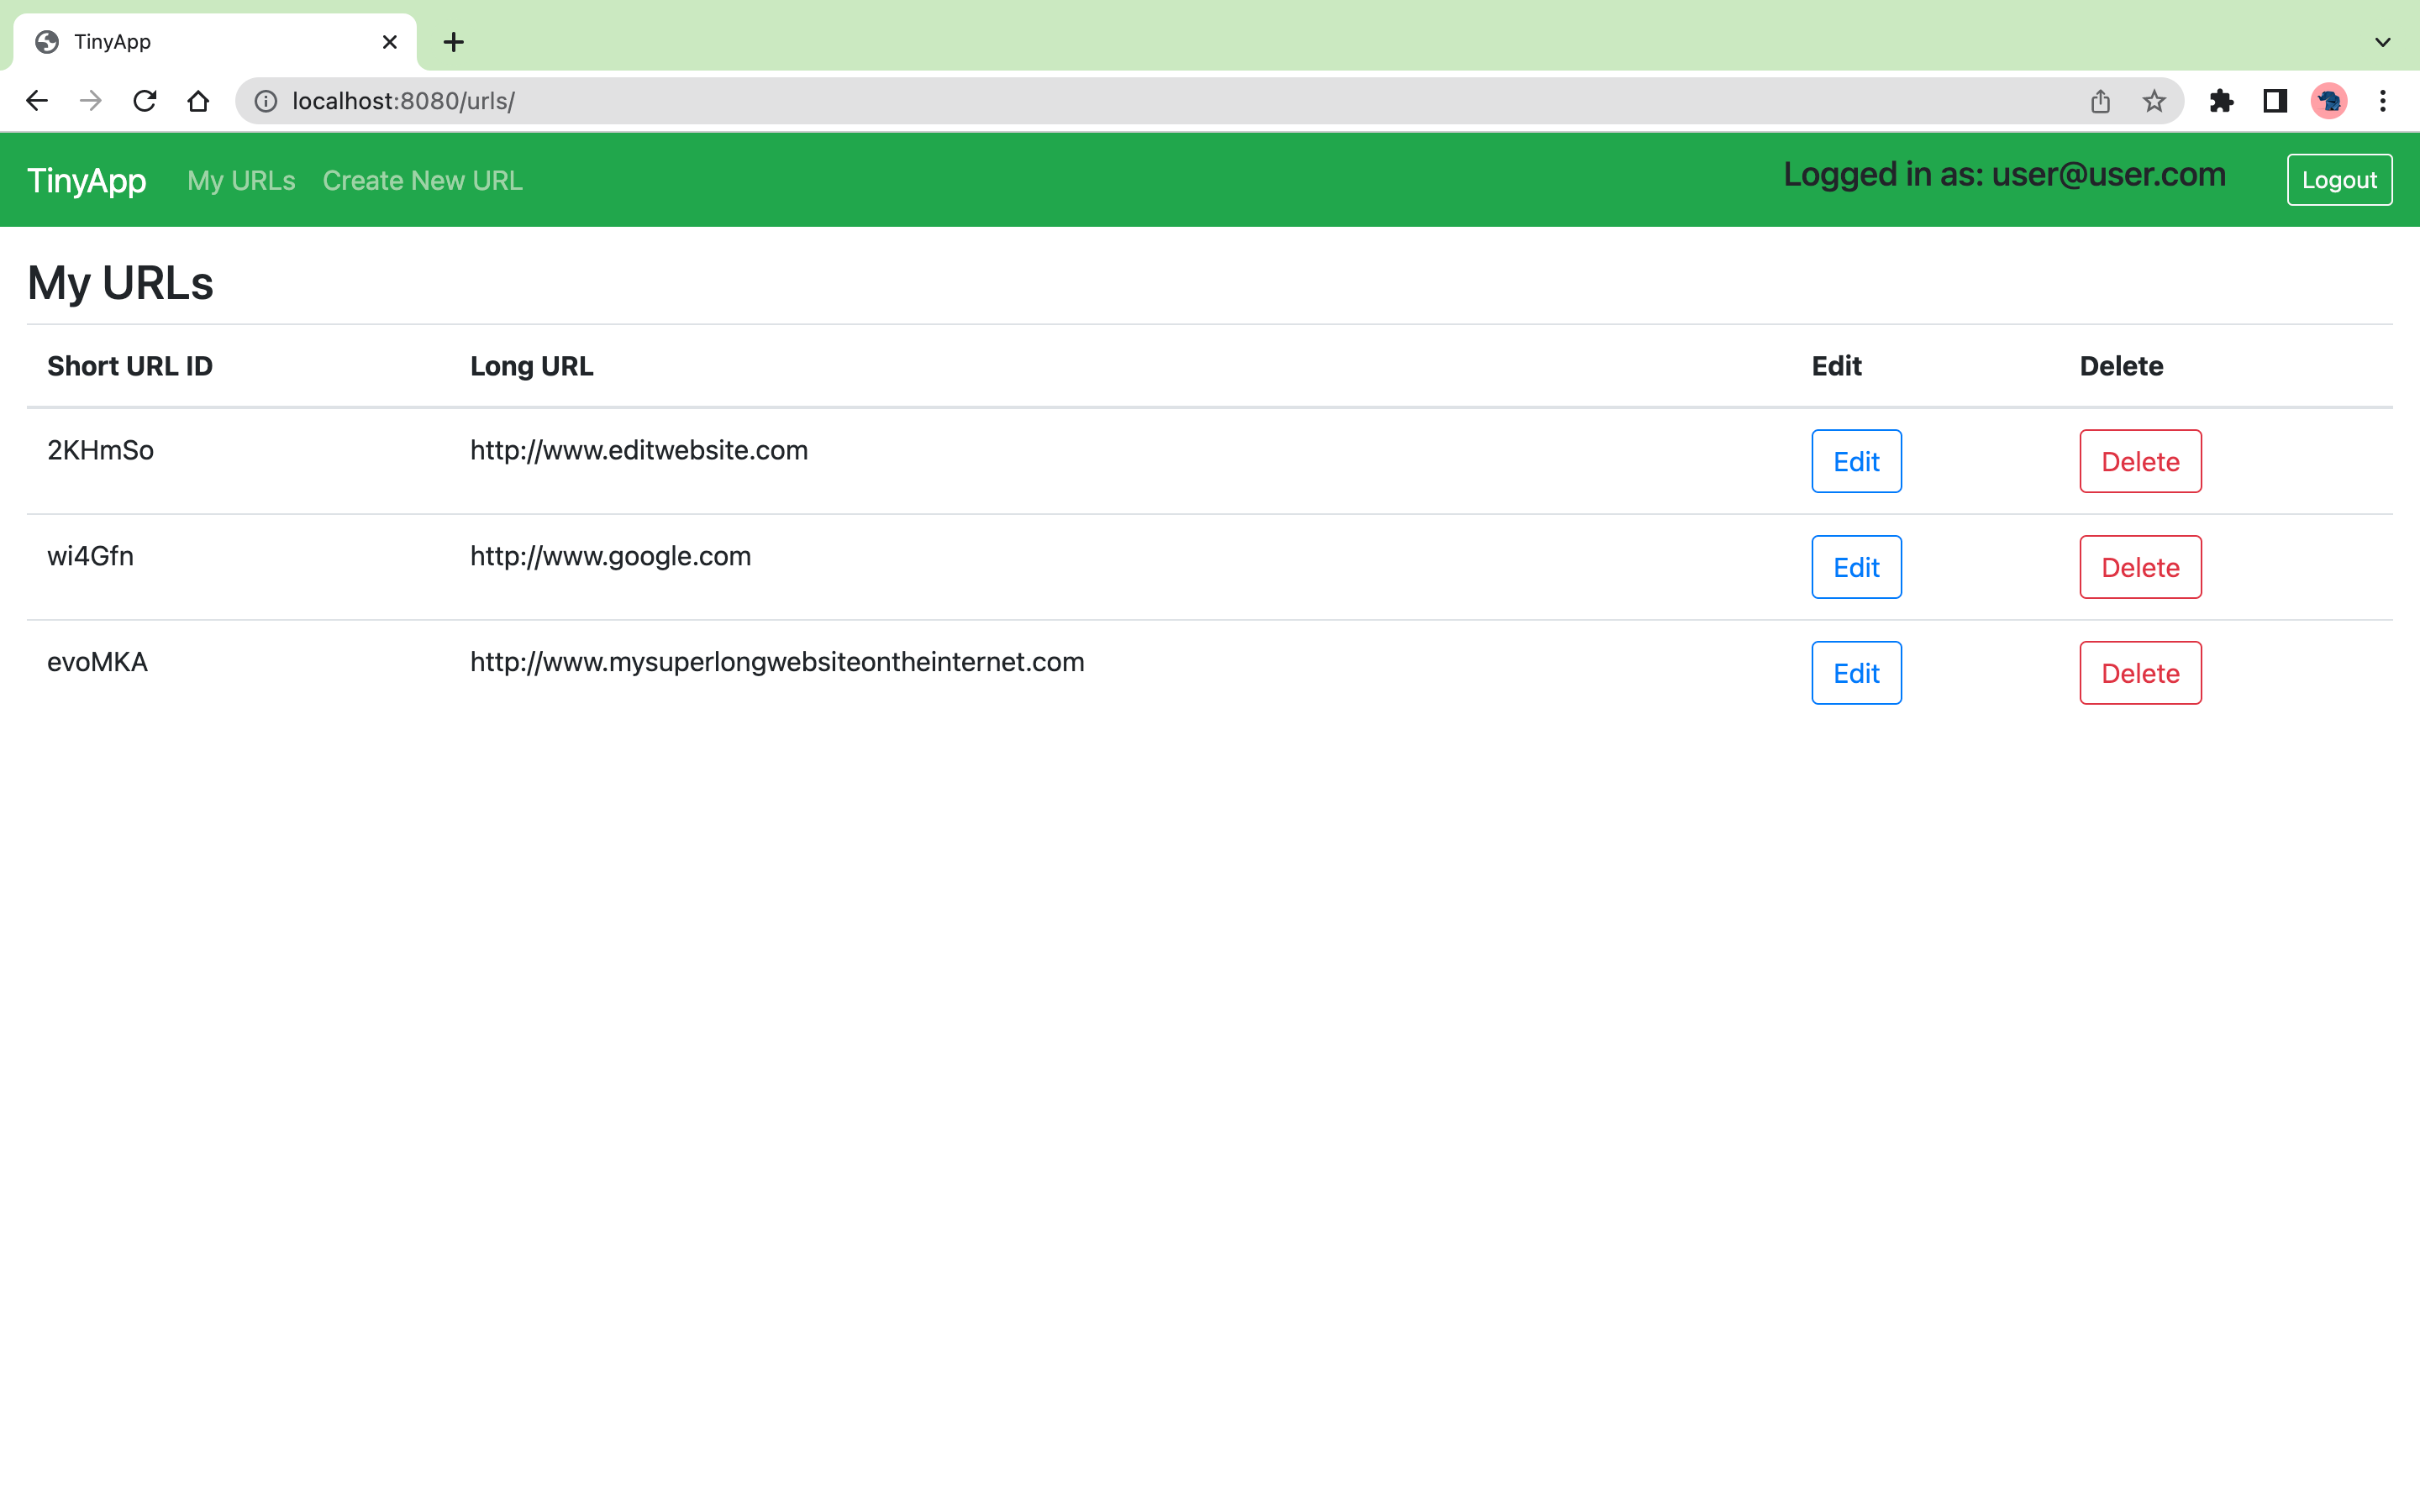 TinyApp
localhost:8080/urls/
TinyApp My URLs Create New URL Logged in as: user@user.com Logout
My URLs
Short URL ID Long URL Edit Delete
2KHmSo http://www.editwebsite.com Edit Delete
wi4Gfn http://www.google.com Edit Delete
evoMKA http://www.mysuperlongwebsiteontheinternet.com Edit Delete